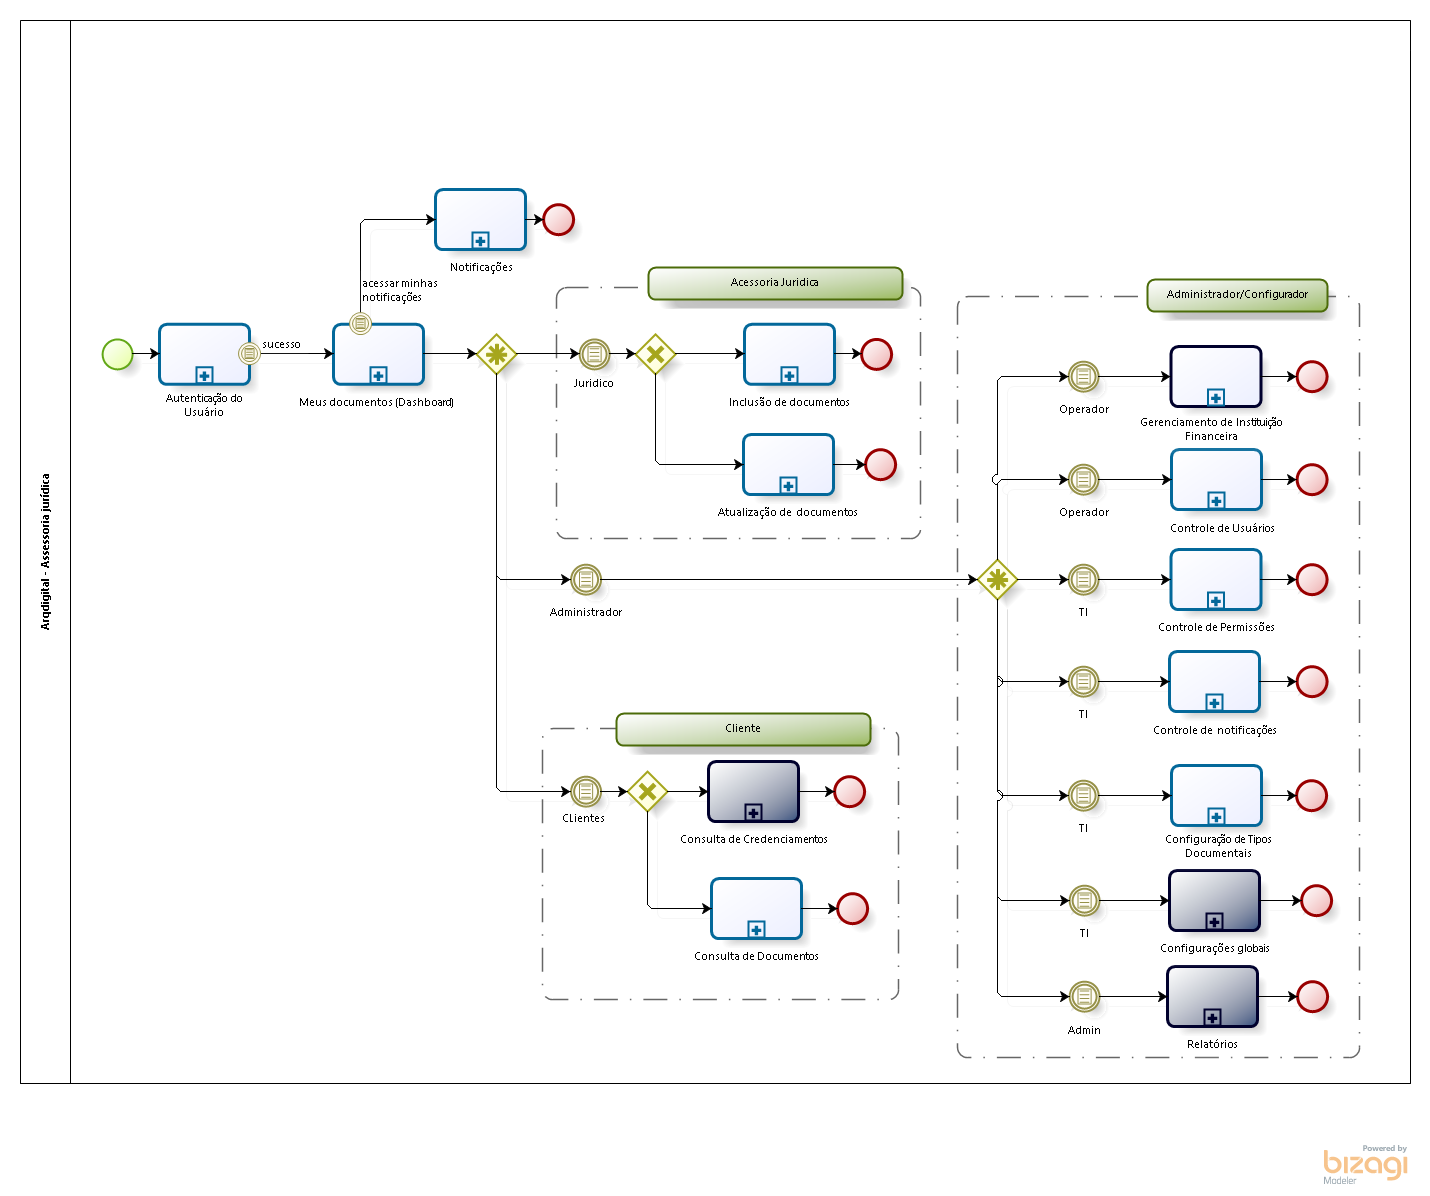 Arqdigital - Assessoria jurídica
Notificações
acessar minhas
notificações
sucesso
Autenticação do
Usuário
Meus documentos (Dashboard)
Acessoria Juridica
Juridico
Inclusão de documentos
Atualização de documentos
Administrador
Cliente
CLientes
Consulta de Credenciamentos
Consulta de Documentos
Administrador/Configurador
Operador
Gerenciamento de Instituição
Financeira
Operador
Controle de Usuários
TI
Controle de Permissões
TI
Controle de notificações
TI
Configuração de Tipos
Documentais
TI
Configurações globais
Admin
Relatórios
Powered by
bizagi
Modeler